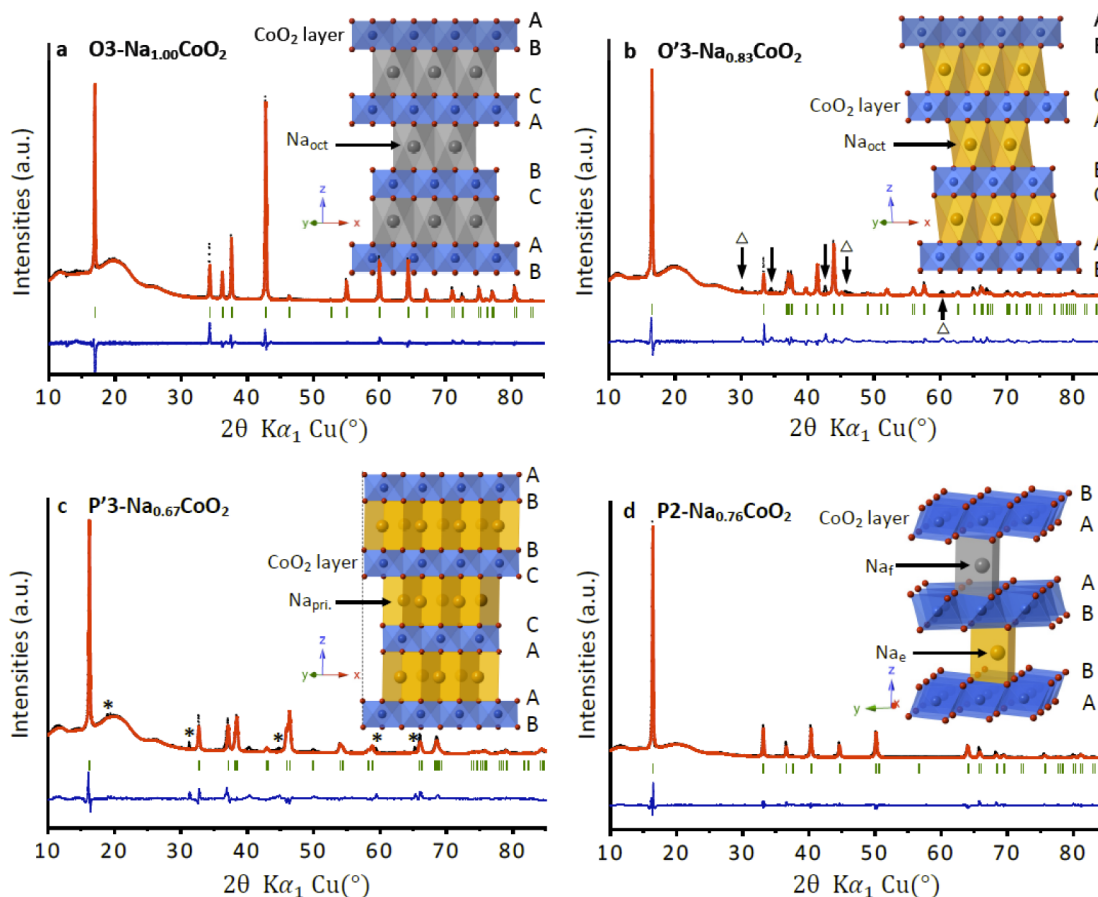 a O3-Na1.00CoO2
CoO2 layer
A
B
C
A
B
C
A
B
Naoct
z
y
x
Intensities (a.u.)
10 20 30 40 50 60 70 80
2θ Kα1 Cu(°)
b O'3-Na0.83CoO2
CoO2 layer
Naoct
z
y
x
△
△
△
Intensities (a.u.)
10 20 30 40 50 60 70 80
2θ Kα1 Cu(°)
c P'3-Na0.67CoO2
CoO2 layer
A
B
B
C
C
A
A
B
Napri.
z
y
x
* * * * *
Intensities (a.u.)
10 20 30 40 50 60 70 80
2θ Kα1 Cu(°)
d P2-Na0.76CoO2
CoO2 layer
B
A
A
B
B
A
Naf
Nae
z
y
x
Intensities (a.u.)
10 20 30 40 50 60 70 80
2θ Kα1 Cu(°)